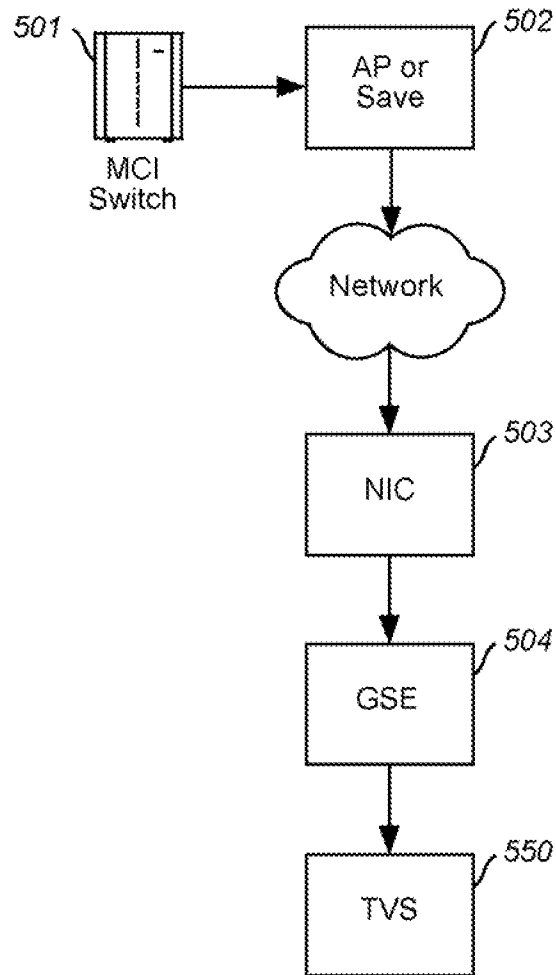 501
MCI
Switch
502
AP or
Save
Network
503
NIC
504
GSE
550
TVS